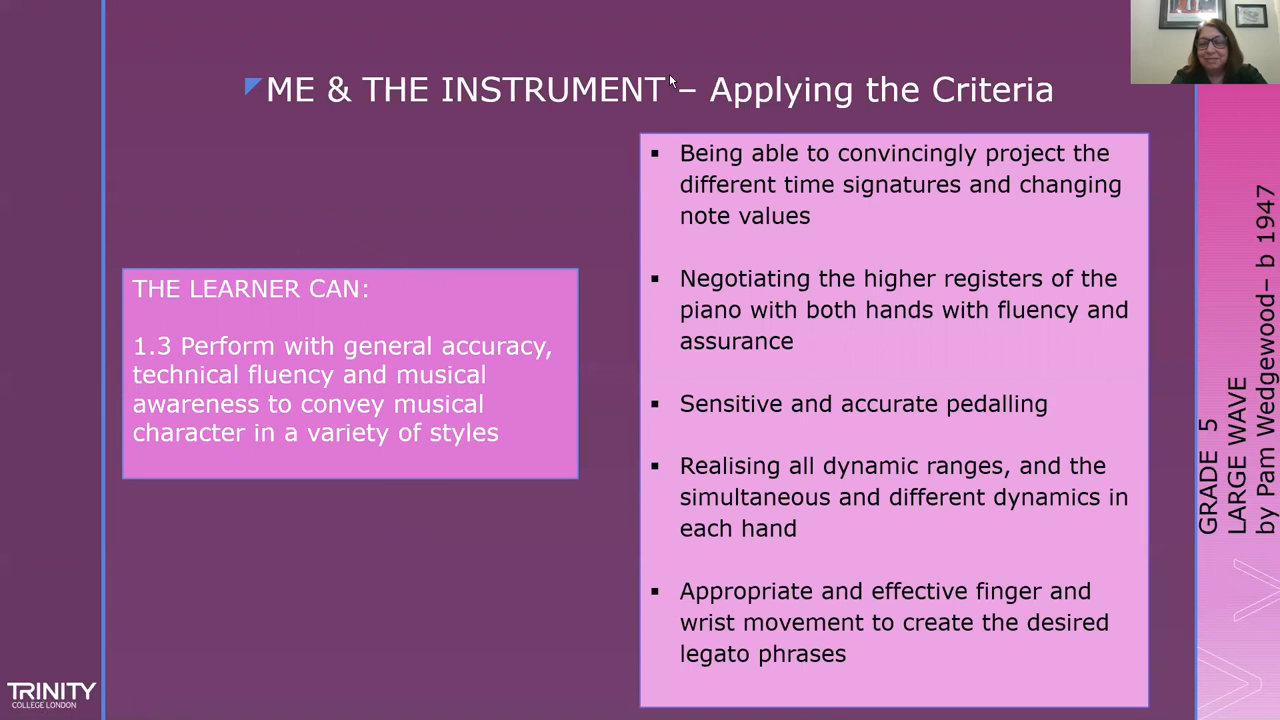 ME & THE INSTRUMENT – Applying the Criteria
THE LEARNER CAN:
1.3 Perform with general accuracy,
technical fluency and musical
awareness to convey musical
character in a variety of styles
Being able to convincingly project the
different time signatures and changing
note values
Negotiating the higher registers of the
piano with both hands with fluency and
assurance
Sensitive and accurate pedalling
Realising all dynamic ranges, and the
simultaneous and different dynamics in
each hand
Appropriate and effective finger and
wrist movement to create the desired
legato phrases
GRADE 5
LARGE WAVE
by Pam Wedgewood– b 1947
TRINITY
COLLEGE LONDON